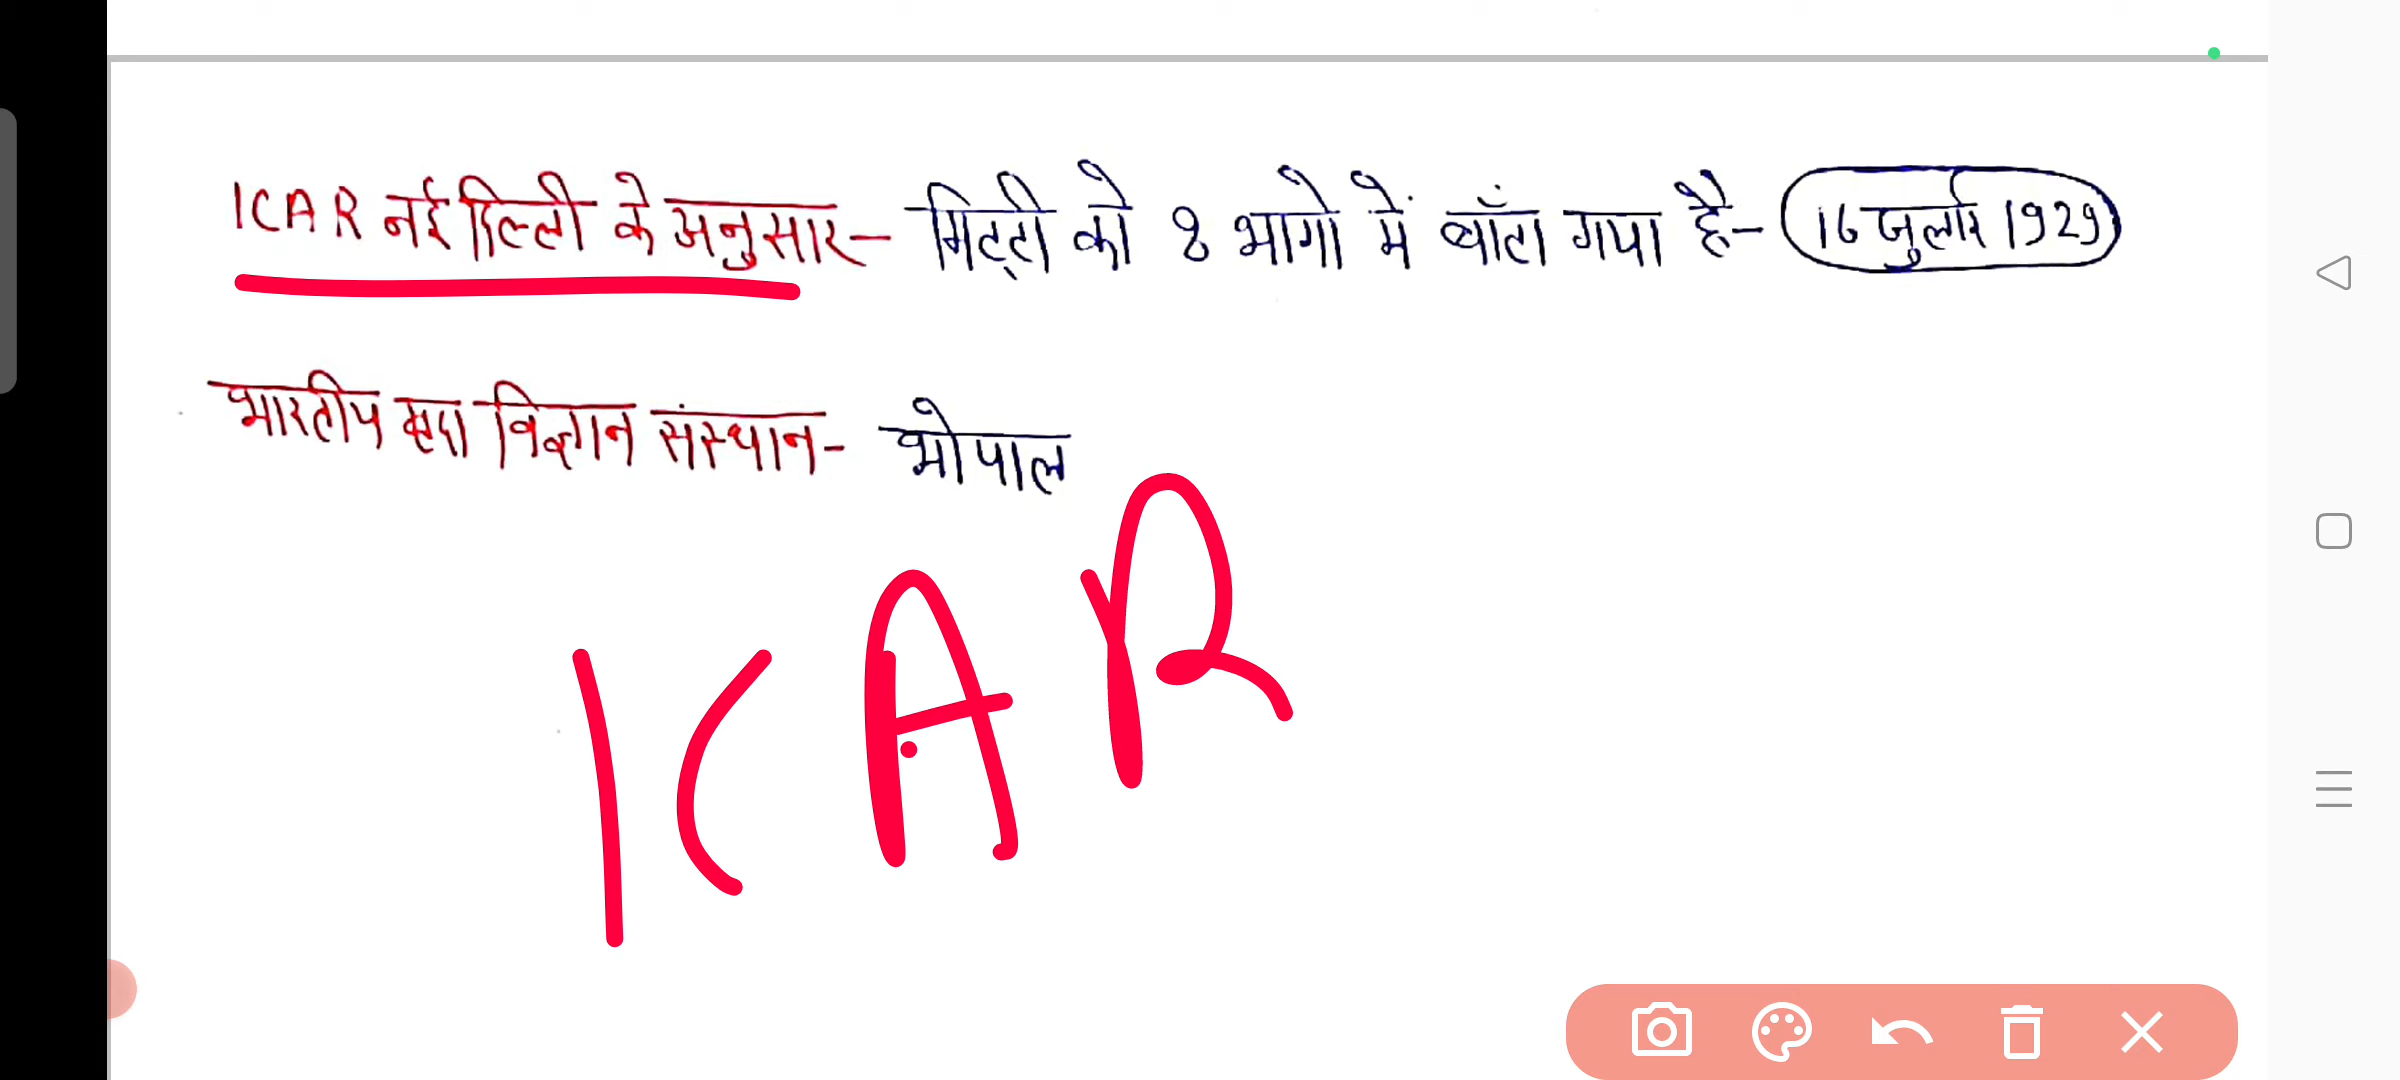 ICAR नई दिल्ली के अनुसार- मिट्टी को 8 भागो में बाँटा गया है- 16 जुलाई 1929
भारतीय मृदा विज्ञान संस्थान- भोपाल
ICAR